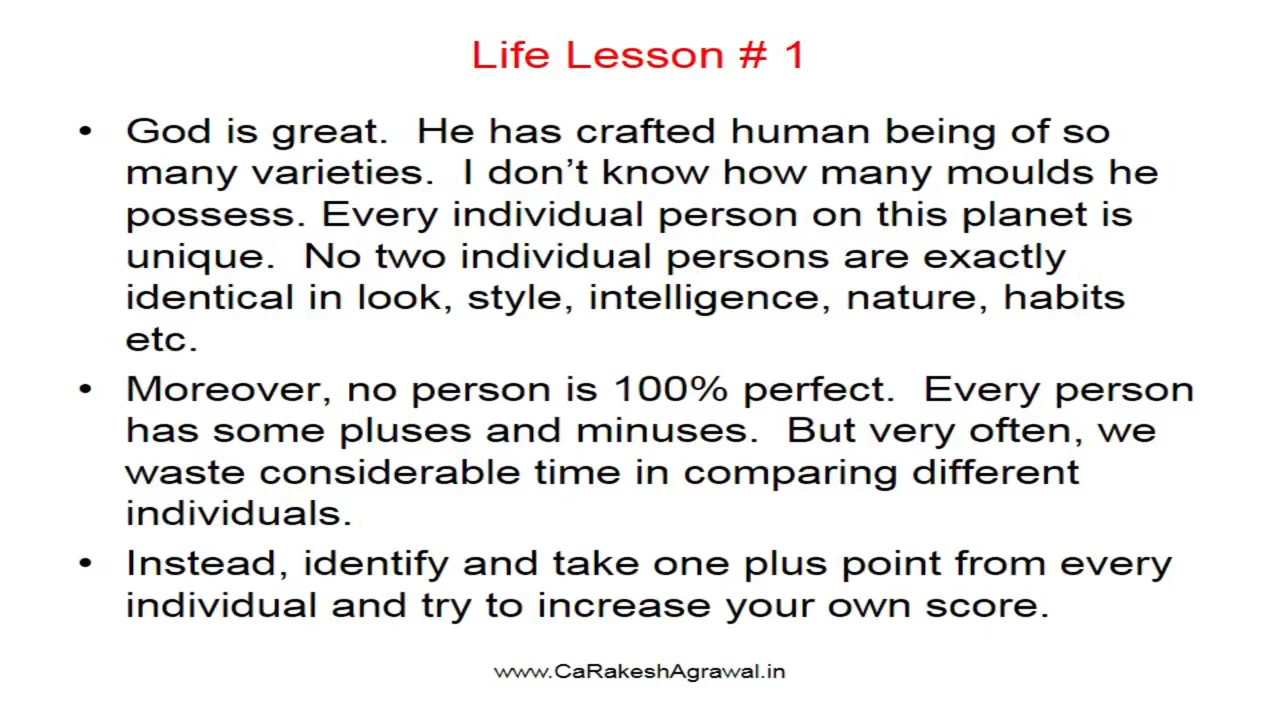 Life Lesson # 1
• God is great.  He has crafted human being of so
many varieties.  I don’t know how many moulds he
possess. Every individual person on this planet is
unique.  No two individual persons are exactly
identical in look, style, intelligence, nature, habits
etc.
• Moreover, no person is 100% perfect.  Every person
has some pluses and minuses.  But very often, we
waste considerable time in comparing different
individuals.
• Instead, identify and take one plus point from every
individual and try to increase your own score.
www.CaRakeshAgrawal.in